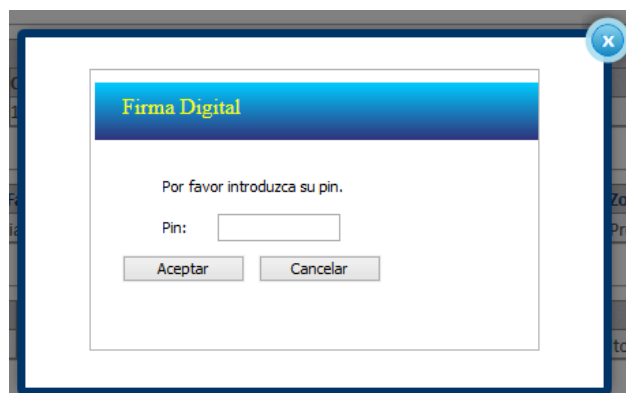 x
Firma Digital
Por favor introduzca su pin.
Pin:
Aceptar
Cancelar